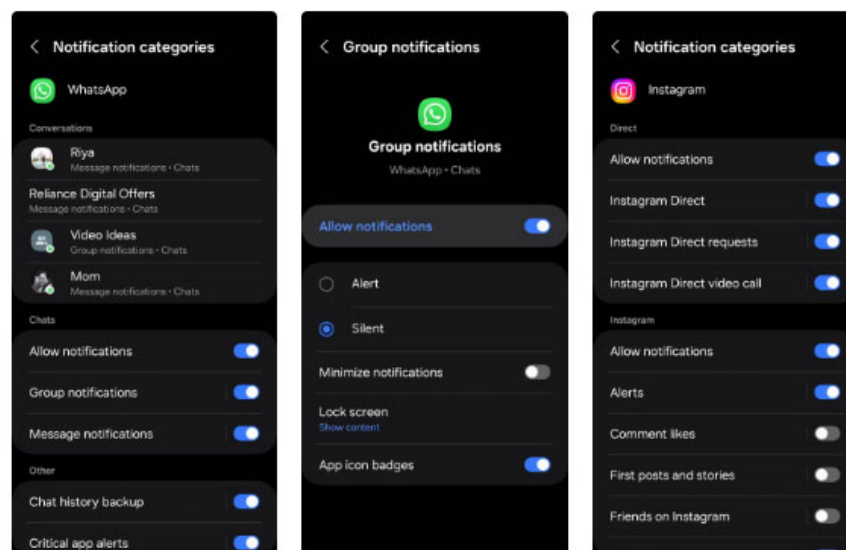 Notification categories
WhatsApp
Conversations
Riya
Message notifications • Chats
Reliance Digital Offers
Message notifications • Chats
Video Ideas
Group notifications • Chats
Mom
Message notifications • Chats
Chats
Allow notifications
Group notifications
Message notifications
Other
Chat history backup
Critical app alerts
Group notifications
Group notifications
WhatsApp • Chats
Allow notifications
Alert
Silent
Minimize notifications
Lock screen
Show content
App icon badges
Notification categories
Instagram
Direct
Allow notifications
Instagram Direct
Instagram Direct requests
Instagram Direct video call
Instagram
Allow notifications
Alerts
Comment likes
First posts and stories
Friends on Instagram